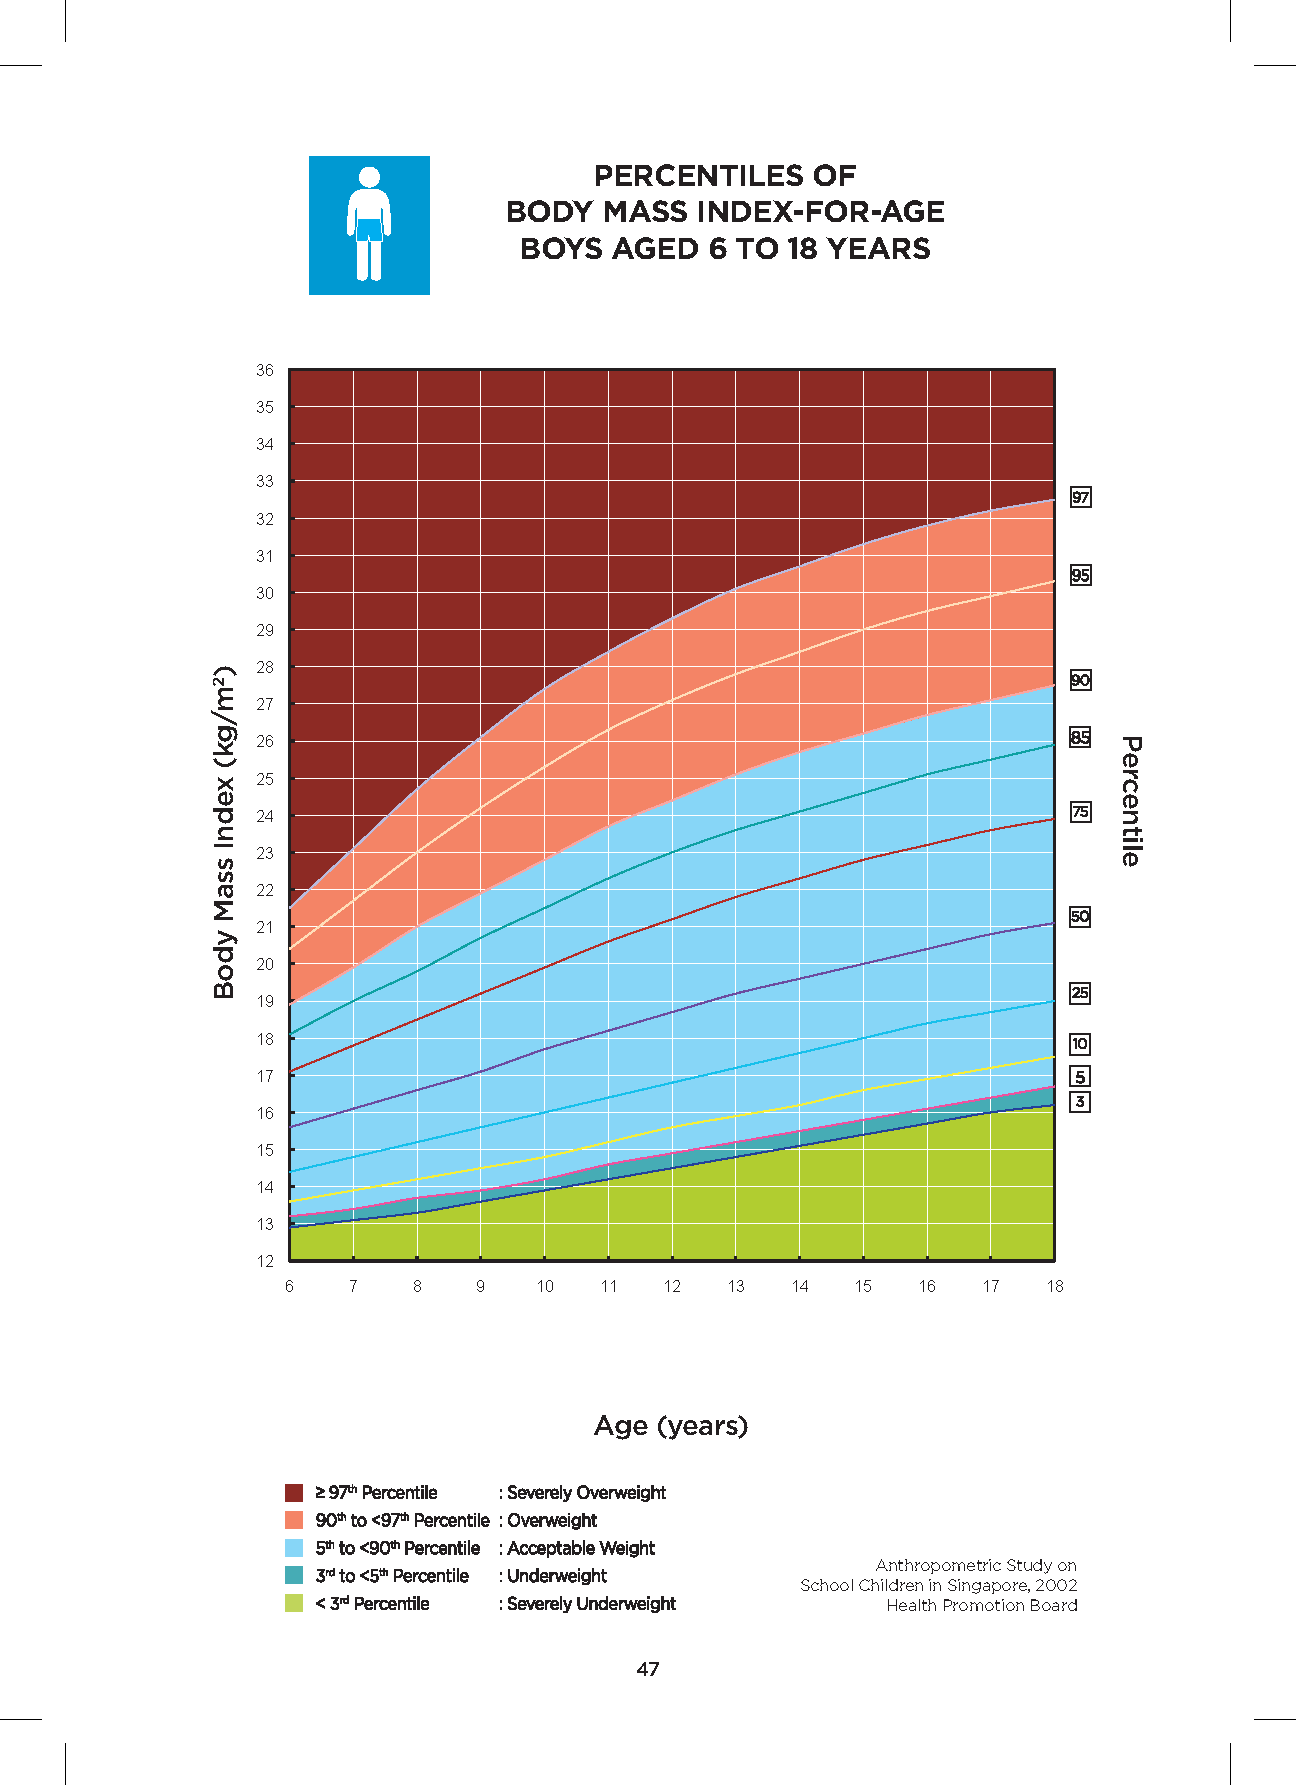 PERCENTILES OF
BODY MASS INDEX-FOR-AGE
BOYS AGED 6 TO 18 YEARS
36
35
34
33
32
31
30
29
28
27
26
25
24
23
22
21
20
19
18
17
16
15
14
13
12
Body Mass Index (kg/m²)
97
95
90
85
75
50
25
10
5
3
Percentile
6 7 8 9 10 11 12 13 14 15 16 17 18
Age (years)
≥ 97th Percentile : Severely Overweight
90th to <97th Percentile : Overweight
5th to <90th Percentile : Acceptable Weight
3rd to <5th Percentile : Underweight
< 3rd Percentile : Severely Underweight
Anthropometric Study on
School Children in Singapore, 2002
Health Promotion Board
47